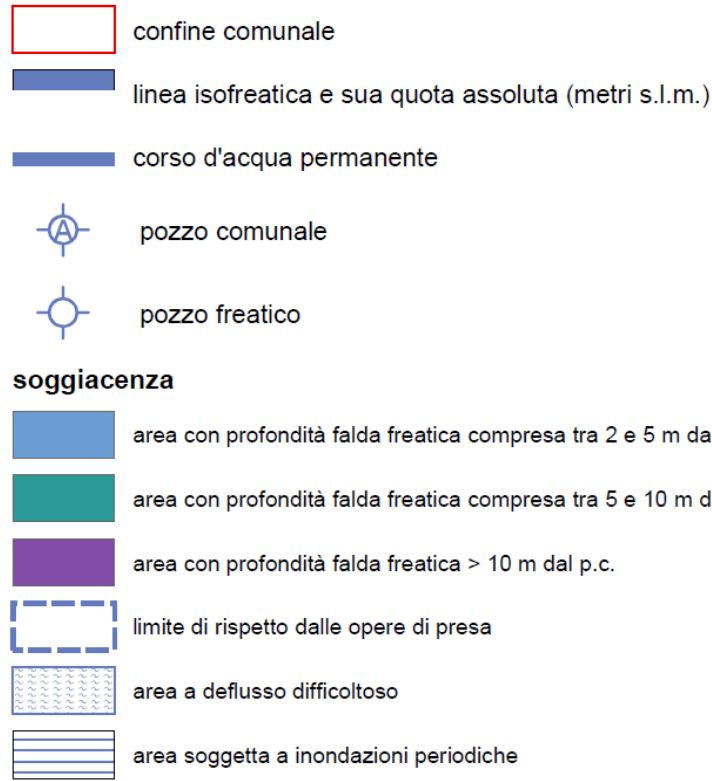 confine comunale
linea isofreatica e sua quota assoluta (metri s.l.m.)
corso d'acqua permanente
A pozzo comunale
pozzo freatico
soggiacenza
area con profondità falda freatica compresa tra 2 e 5 m da
area con profondità falda freatica compresa tra 5 e 10 m d
area con profondità falda freatica > 10 m dal p.c.
limite di rispetto dalle opere di presa
area a deflusso difficoltoso
area soggetta a inondazioni periodiche